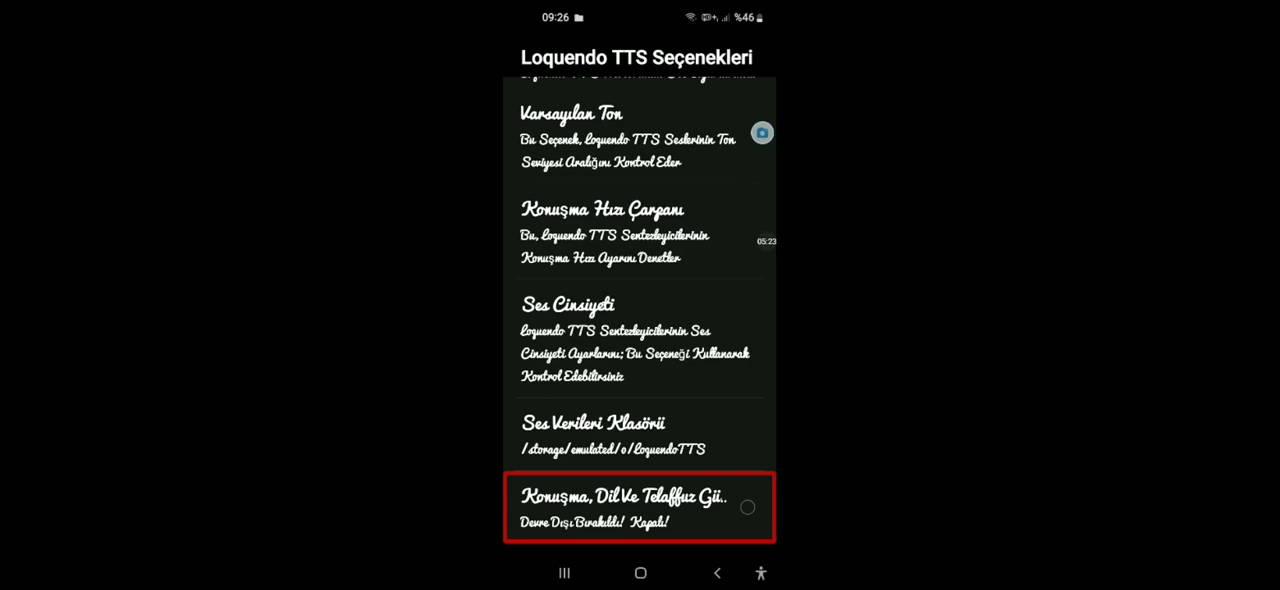 09:26
%46
Loquendo TTS Seçenekleri
Varsayılan Ton
Bu Seçenek, Loquendo TTS Seslerinin Ton
Seviyesi Aralığını Kontrol Eder
05:23
Konuşma Hızı Çarpanı
Bu, Loquendo TTS Sentezleyicilerinin
Konuşma Hızı Ayarını Denetler
Ses Cinsiyeti
Loquendo TTS Sentezleyicilerinin Ses
Cinsiyeti Ayarlarını; Bu Seçeneği Kullanarak
Kontrol Edebilirsiniz
Ses Verileri Klasörü
/storage/emulated/0/LoquendoTTS
Konuşma, Dil Ve Telaffuz Gü..
Devre Dışı Bırakıldı! Kapalı!